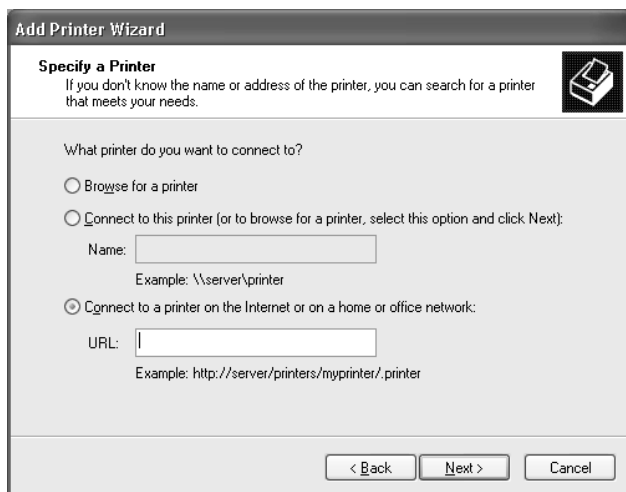 Add Printer Wizard
Specify a Printer
If you don't know the name or address of the printer, you can search for a printer
that meets your needs.
What printer do you want to connect to?
Browse for a printer
Connect to this printer (or to browse for a printer, select this option and click Next):
Name:
Example: \\server\printer
Connect to a printer on the Internet or on a home or office network:
URL:
Example: http://server/printers/myprinter/.printer
< Back Next > Cancel